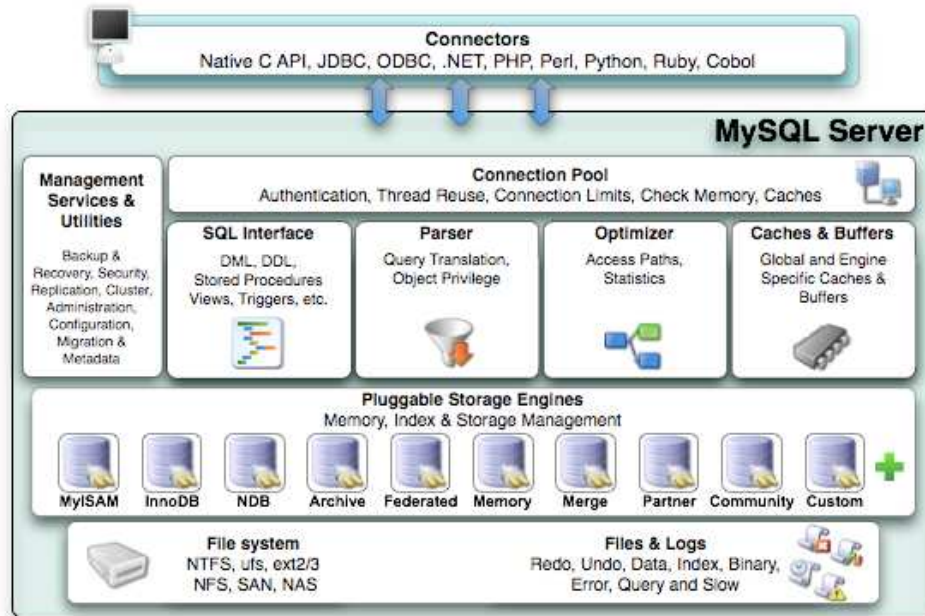 Connectors
Native C API, JDBC, ODBC, .NET, PHP, Perl, Python, Ruby, Cobol
MySQL Server
Management
Services &
Utilities
Backup &
Recovery, Security,
Replication, Cluster,
Administration,
Configuration,
Migration &
Metadata
Connection Pool
Authentication, Thread Reuse, Connection Limits, Check Memory, Caches
SQL Interface
DML, DDL,
Stored Procedures
Views, Triggers, etc.
Parser
Query Translation,
Object Privilege
Optimizer
Access Paths,
Statistics
Caches & Buffers
Global and Engine
Specific Caches &
Buffers
Pluggable Storage Engines
Memory, Index & Storage Management
MyISAM
InnoDB
NDB
Archive
Federated
Memory
Merge
Partner
Community
Custom
File system
NTFS, ufs, ext2/3
NFS, SAN, NAS
Files & Logs
Redo, Undo, Data, Index, Binary,
Error, Query and Slow